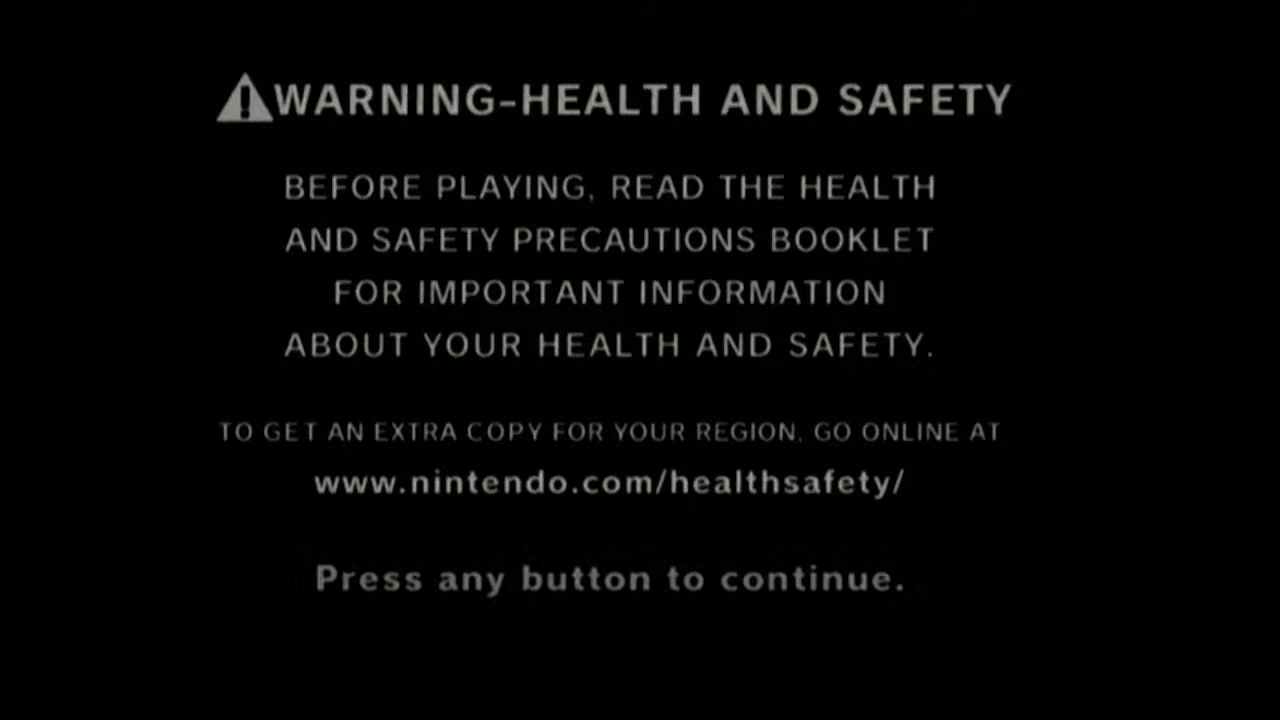 WARNING-HEALTH AND SAFETY
BEFORE PLAYING, READ THE HEALTH
AND SAFETY PRECAUTIONS BOOKLET
FOR IMPORTANT INFORMATION
ABOUT YOUR HEALTH AND SAFETY.
TO GET AN EXTRA COPY FOR YOUR REGION, GO ONLINE AT
www.nintendo.com/healthsafety/
Press any button to continue.